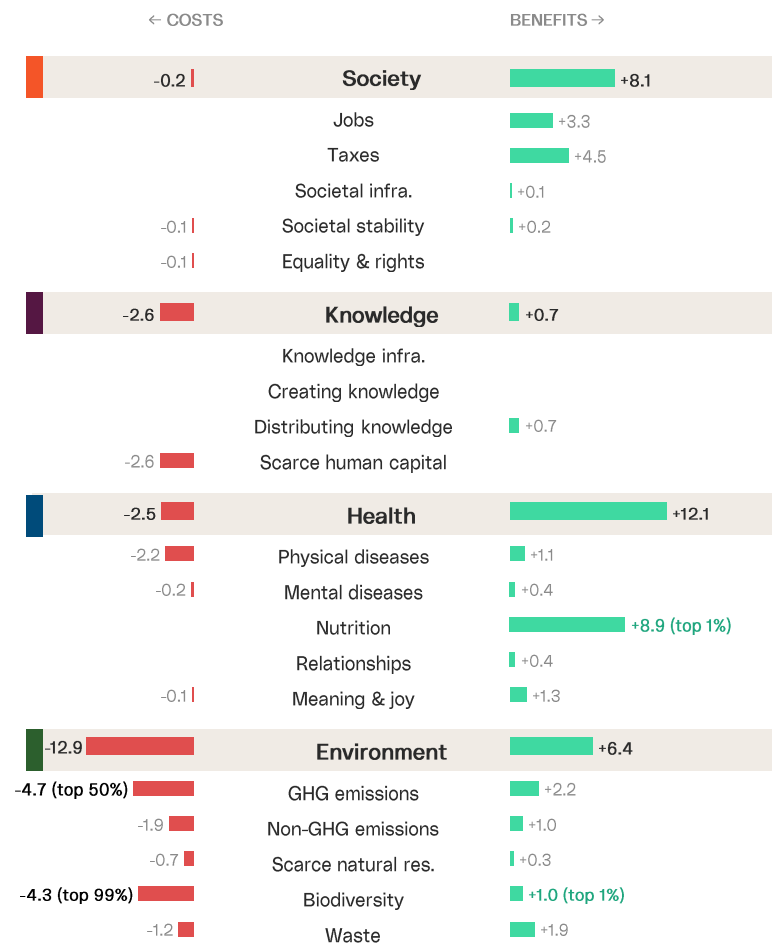 ← COSTS BENEFITS →
-0.2 Society +8.1
Jobs +3.3
Taxes +4.5
Societal infra. +0.1
-0.1 Societal stability +0.2
-0.1 Equality & rights
-2.6 Knowledge +0.7
Knowledge infra.
Creating knowledge
Distributing knowledge +0.7
-2.6 Scarce human capital
-2.5 Health +12.1
-2.2 Physical diseases +1.1
-0.2 Mental diseases +0.4
Nutrition +8.9 (top 1%)
Relationships +0.4
-0.1 Meaning & joy +1.3
-12.9 Environment +6.4
-4.7 (top 50%) GHG emissions +2.2
-1.9 Non-GHG emissions +1.0
-0.7 Scarce natural res. +0.3
-4.3 (top 99%) Biodiversity +1.0 (top 1%)
-1.2 Waste +1.9